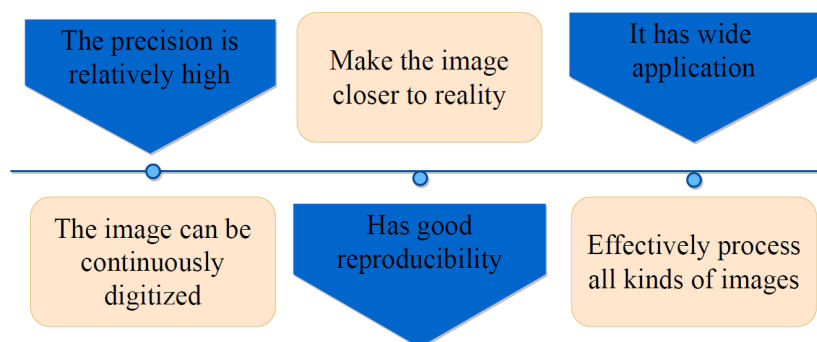 The precision is
relatively high
Make the image
closer to reality
It has wide
application
The image can be
continuously
digitized
Has good
reproducibility
Effectively process
all kinds of images